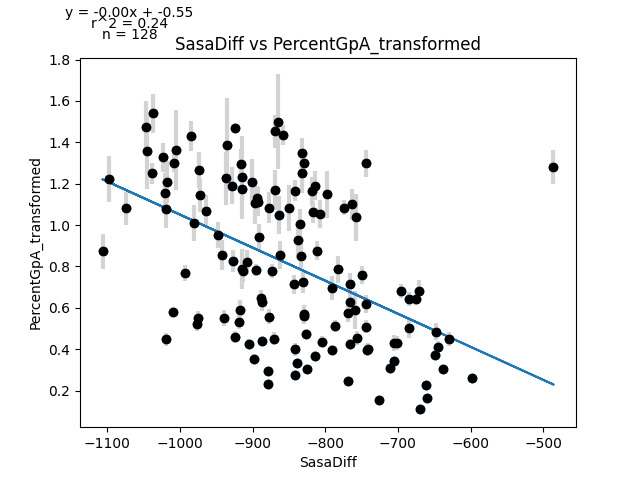 y = -0.00x + -0.55
r^2 = 0.24
n = 128
SasaDiff vs PercentGpA_transformed
1.8
1.6
1.4
1.2
1.0
0.8
0.6
0.4
0.2
PercentGpA_transformed
−1100 −1000 −900 −800 −700 −600 −500
SasaDiff